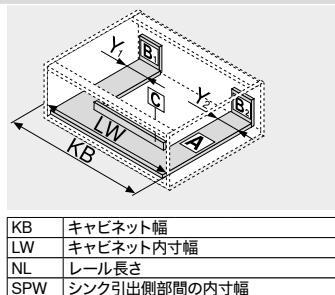 Y1
B1
C
Y2
B2
LW
A
KB
KB キャビネット幅
LW キャビネット内寸幅
NL レール長さ
SPW シンク引出側部間の内寸幅